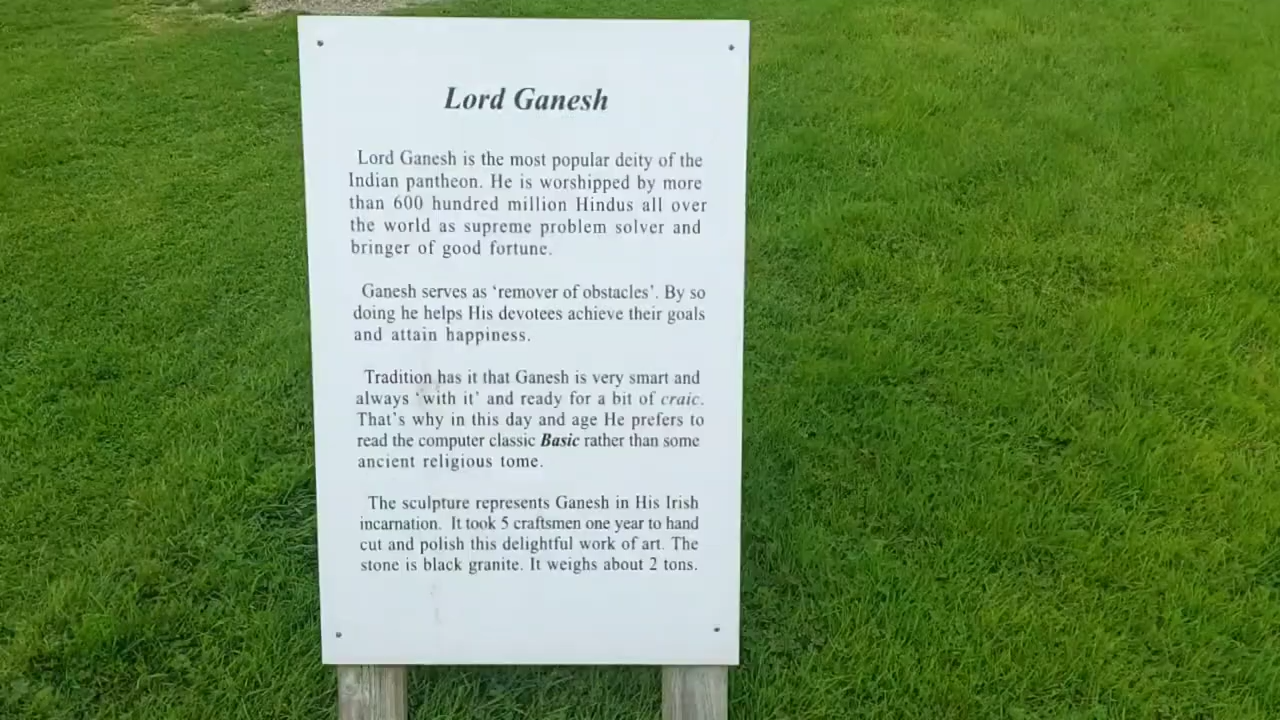 Lord Ganesh
Lord Ganesh is the most popular deity of the
Indian pantheon. He is worshipped by more
than 600 hundred million Hindus all over
the world as supreme problem solver and
bringer of good fortune.
Ganesh serves as ‘remover of obstacles’. By so
doing he helps His devotees achieve their goals
and attain happiness.
Tradition has it that Ganesh is very smart and
always ‘with it’ and ready for a bit of craic.
That’s why in this day and age He prefers to
read the computer classic Basic rather than some
ancient religious tome.
The sculpture represents Ganesh in His Irish
incarnation. It took 5 craftsmen one year to hand
cut and polish this delightful work of art. The
stone is black granite. It weighs about 2 tons.